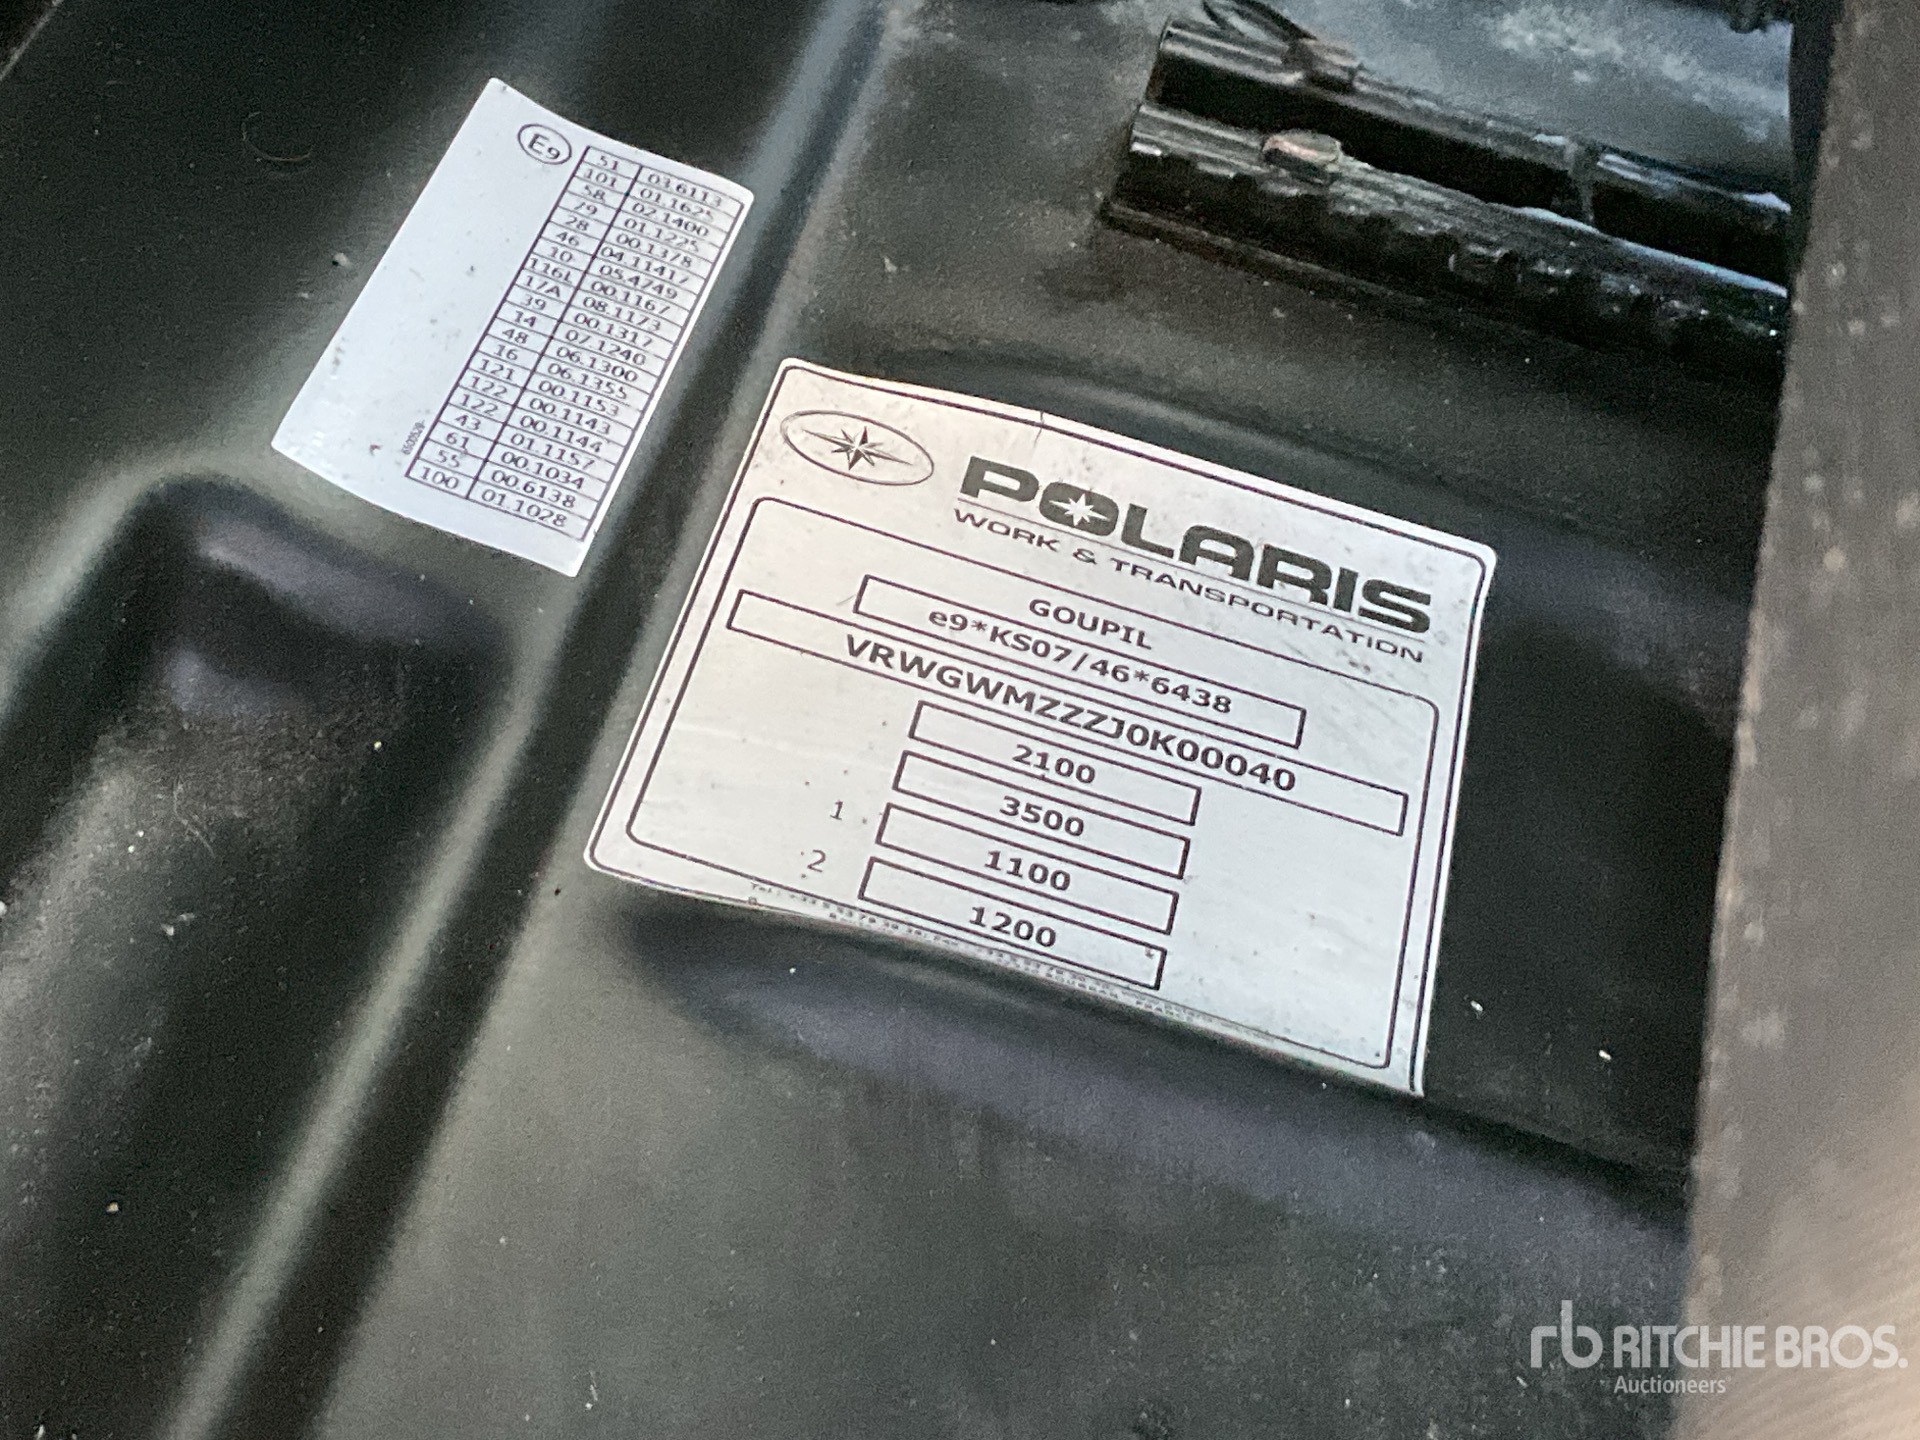 E9
51 03.6113
101 01.1625
58 02.1400
79 01.1225
28 00.1378
46 04.11417
10 05.4749
116L 00.1167
17A 08.1173
39 00.1317
14 07.1240
48 06.1300
16 06.1355
121 00.1153
122 00.1143
122 00.1144
43 01.1157
61 00.1034
55 00.6138
100 01.1028
POLARIS
WORK & TRANSPORTATION
GOUPIL
e9*KS07/46*6438
VRWGWMZZZJ0K00040
2100
3500
1 1100
2 1200
rb RITCHIE BROS.
Auctioneers